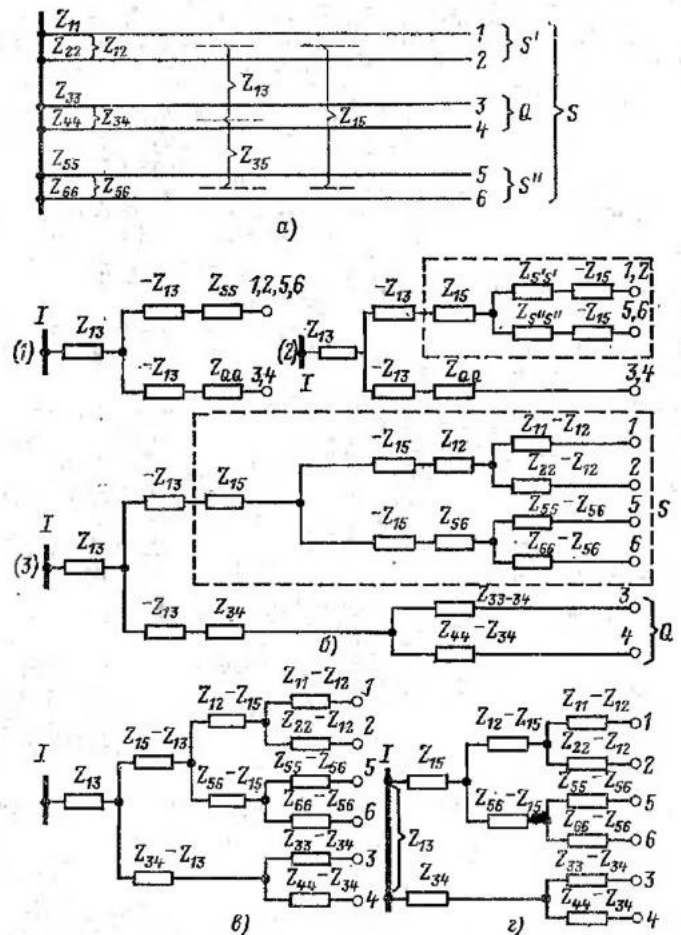 Z11 1
Z22 } Z12 2 } S'
Z13
Z33 3
Z44 } Z34 4 } Q } S
Z15
Z35
Z55 5
Z66 } Z56 6 } S"
а)
I -Z13 ZSS 1,2,5,6
(1) Z13
-Z13 ZQQ 3,4
-Z13 Z15 ZS'S' -Z15 1,2
ZS"S" -Z15 5,6
(2) Z13
I -Z13 ZQQ 3,4
Z11-Z12 1
-Z15 Z12
Z22-Z12 2
-Z13 Z15
Z55-Z56 5 S
I -Z15 Z56
Z66-Z56 6
(3) Z13
-Z13 Z34 Z33-34 3
Z44-Z34 4 } Q
б)
Z11-Z12 1
Z12-Z15
Z22-Z12 2
Z15-Z13
I Z56-Z15 Z55-Z56 5
Z13 Z66-Z56 6
Z34-Z13 Z33-Z34 3
Z44-Z34 4
в)
Z11-Z12 1
Z12-Z15
I Z22-Z12 2
Z15
Z56-Z15 Z55-Z56 5
Z66-Z56 6
Z13
Z34 Z33-Z34 3
Z44-Z34 4
г)